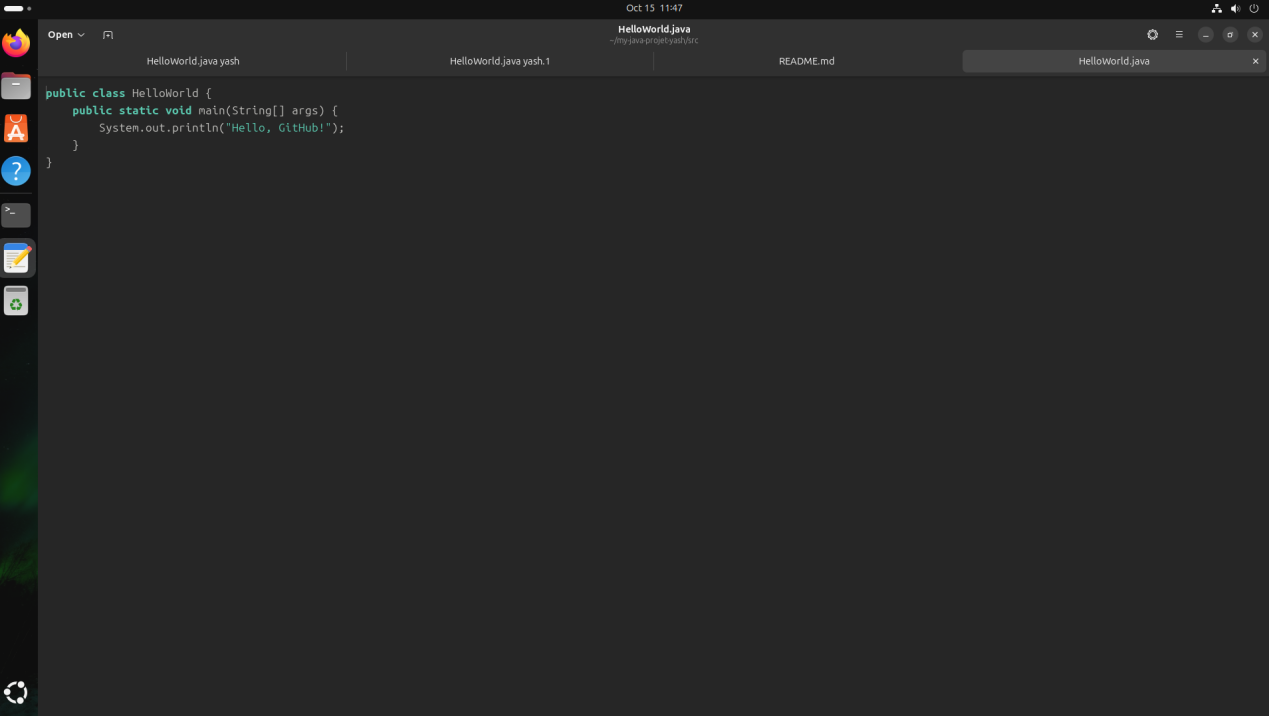 Oct 15 11:47
Open
HelloWorld.java
~/my-java-projet-yash/src
HelloWorld.java yash
HelloWorld.java yash.1
README.md
HelloWorld.java
public class HelloWorld {
    public static void main(String[] args) {
        System.out.println("Hello, GitHub!");
    }
}